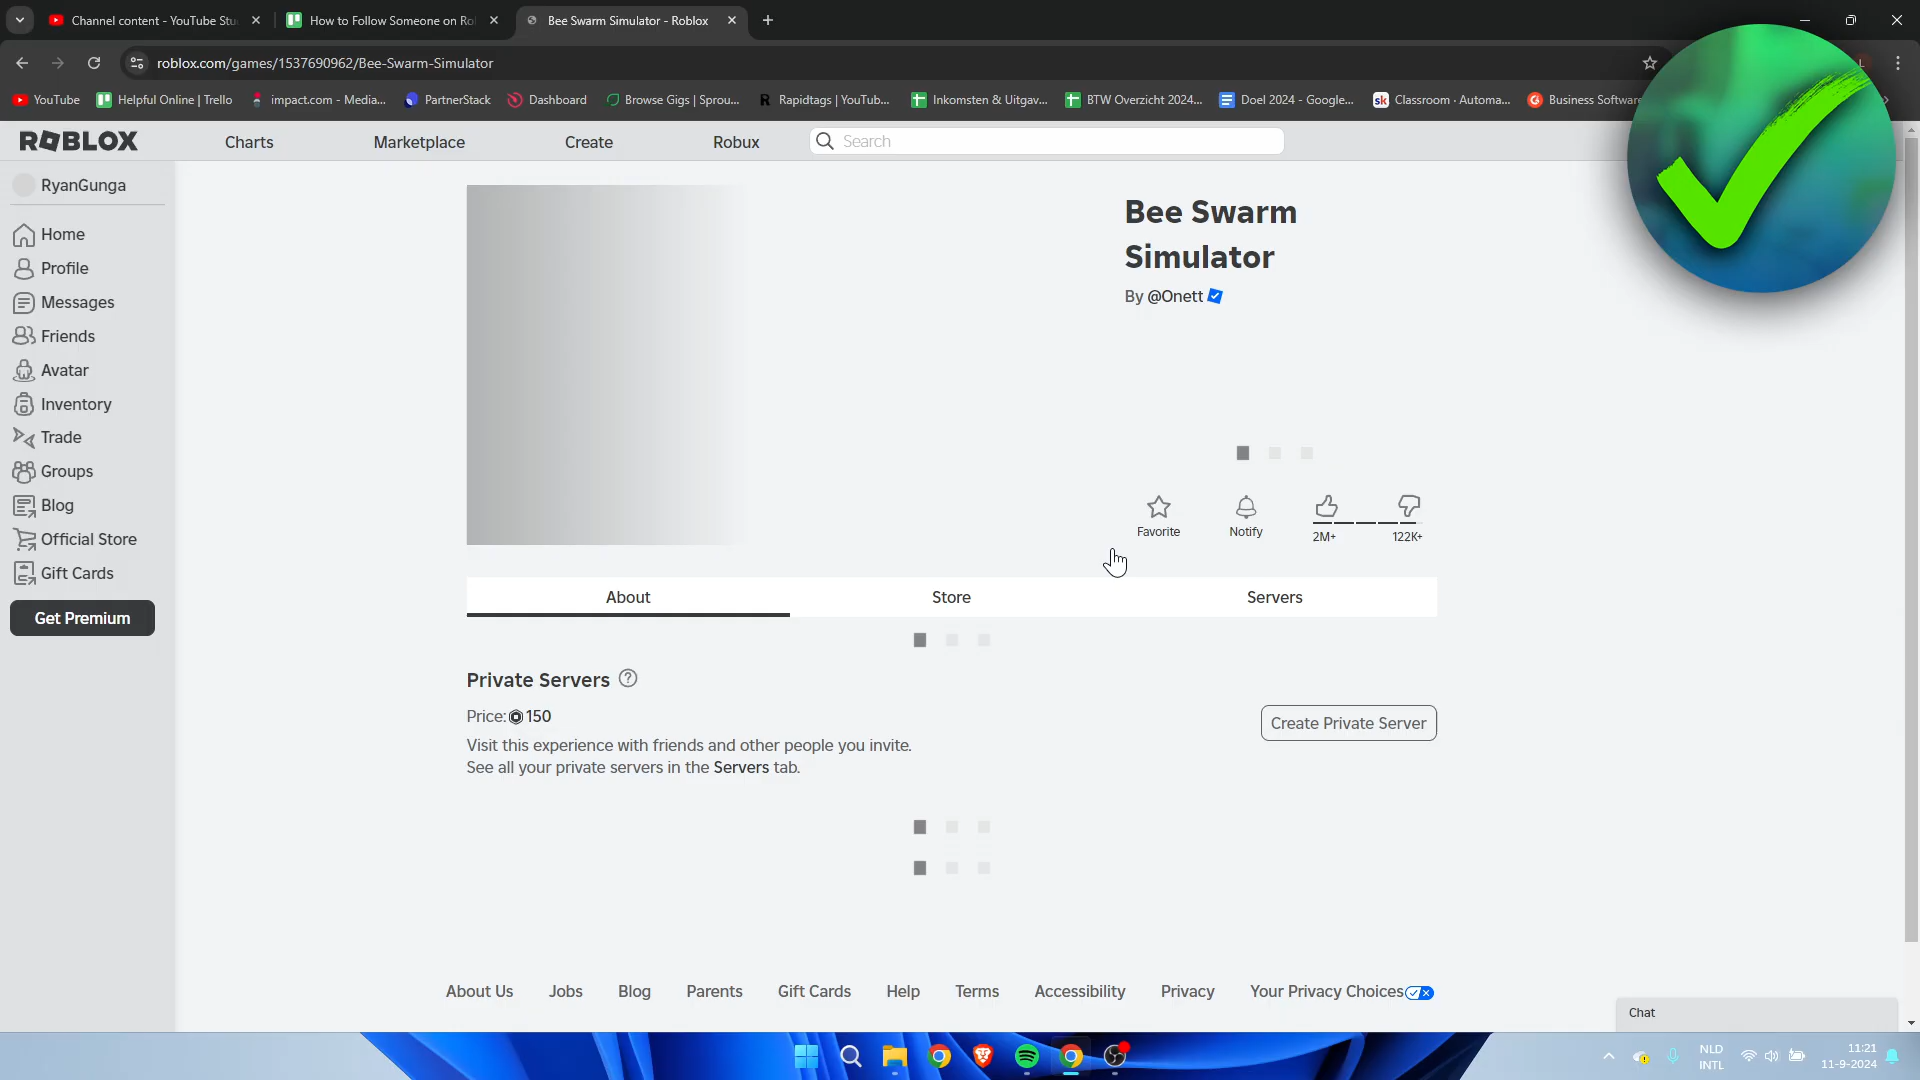 Channel content - YouTube Stu
How to Follow Someone on Ro
Bee Swarm Simulator - Roblox
roblox.com/games/1537690962/Bee-Swarm-Simulator
YouTube
Helpful Online | Trello
impact.com - Media...
PartnerStack
Dashboard
Browse Gigs | Sprou...
Rapidtags | YouTub...
Inkomsten & Uitgav...
BTW Overzicht 2024...
Doel 2024 - Google...
Classroom · Automa...
Business Software
ROBLOX
Charts
Marketplace
Create
Robux
Search
RyanGunga
Home
Profile
Messages
Friends
Avatar
Inventory
Trade
Groups
Blog
Official Store
Gift Cards
Get Premium
Bee Swarm
Simulator
By @Onett
Favorite
Notify
2M+
122K+
About
Store
Servers
Private Servers
Price: 150
Visit this experience with friends and other people you invite.
See all your private servers in the Servers tab.
Create Private Server
About Us
Jobs
Blog
Parents
Gift Cards
Help
Terms
Accessibility
Privacy
Your Privacy Choices
Chat
NLD
INTL
11:21
11-9-2024